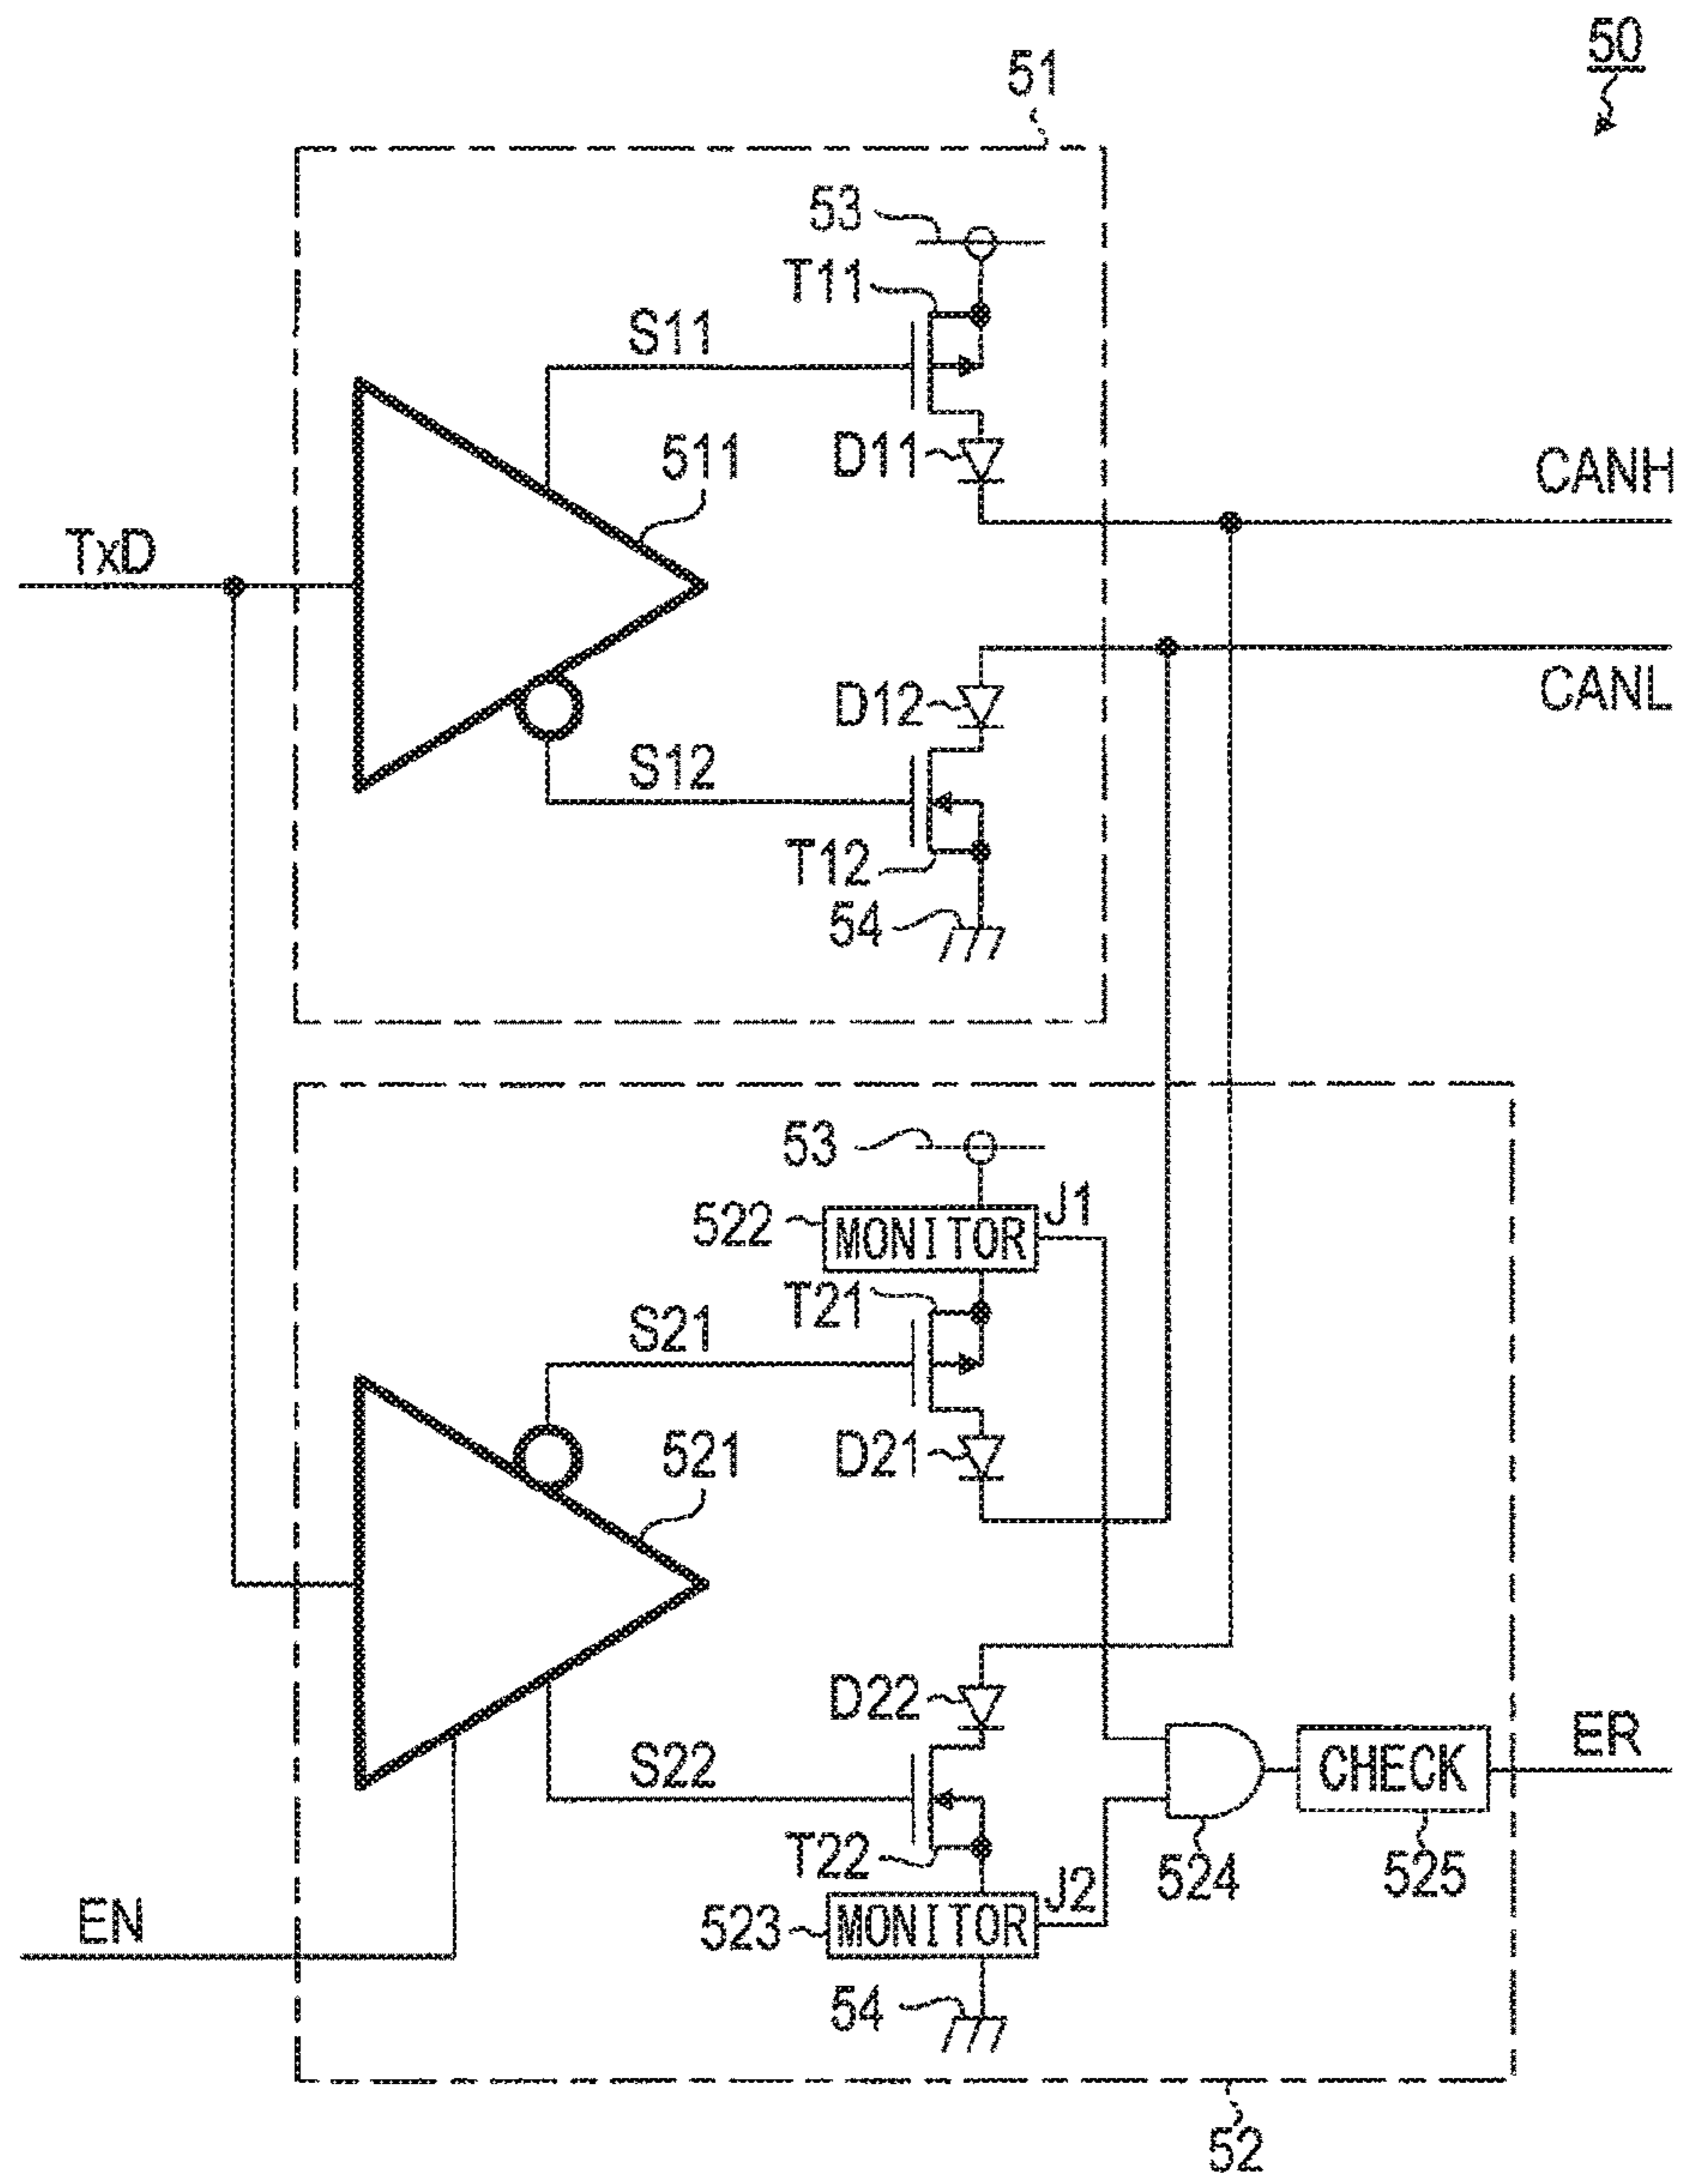 50
51
53
T11
S11
511
D11
CANH
TxD
D12
CANL
S12
T12
54
53
J1
522
MONITOR
T21
S21
D21
521
D22
S22
ER
CHECK
T22
524
525
J2
EN
523
MONITOR
54
52